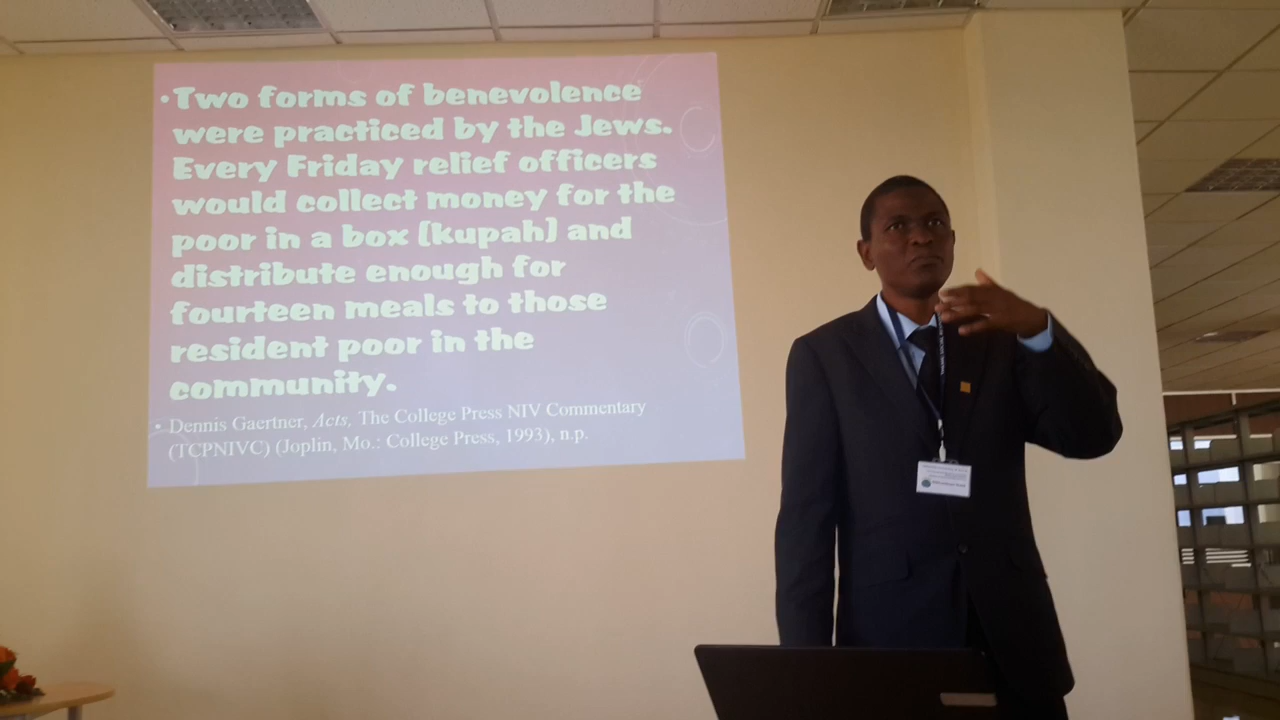 •Two forms of benevolence
were practiced by the Jews.
Every Friday relief officers
would collect money for the
poor in a box (kupah) and
distribute enough for
fourteen meals to those
resident poor in the
community.
• Dennis Gaertner, Acts, The College Press NIV Commentary
(TCPNIVC) (Joplin, Mo.: College Press, 1993), n.p.